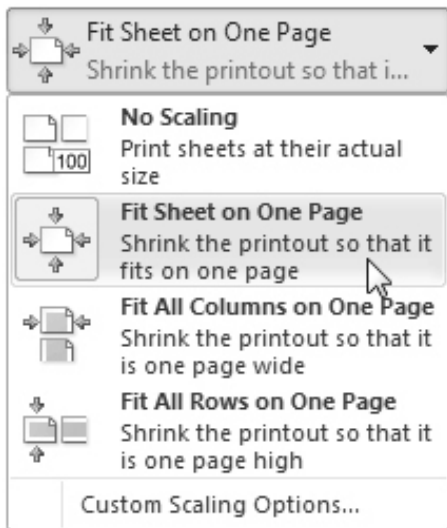 Fit Sheet on One Page
Shrink the printout so that i...
No Scaling
Print sheets at their actual
size
100
Fit Sheet on One Page
Shrink the printout so that it
fits on one page
Fit All Columns on One Page
Shrink the printout so that it
is one page wide
Fit All Rows on One Page
Shrink the printout so that it
is one page high
Custom Scaling Options...